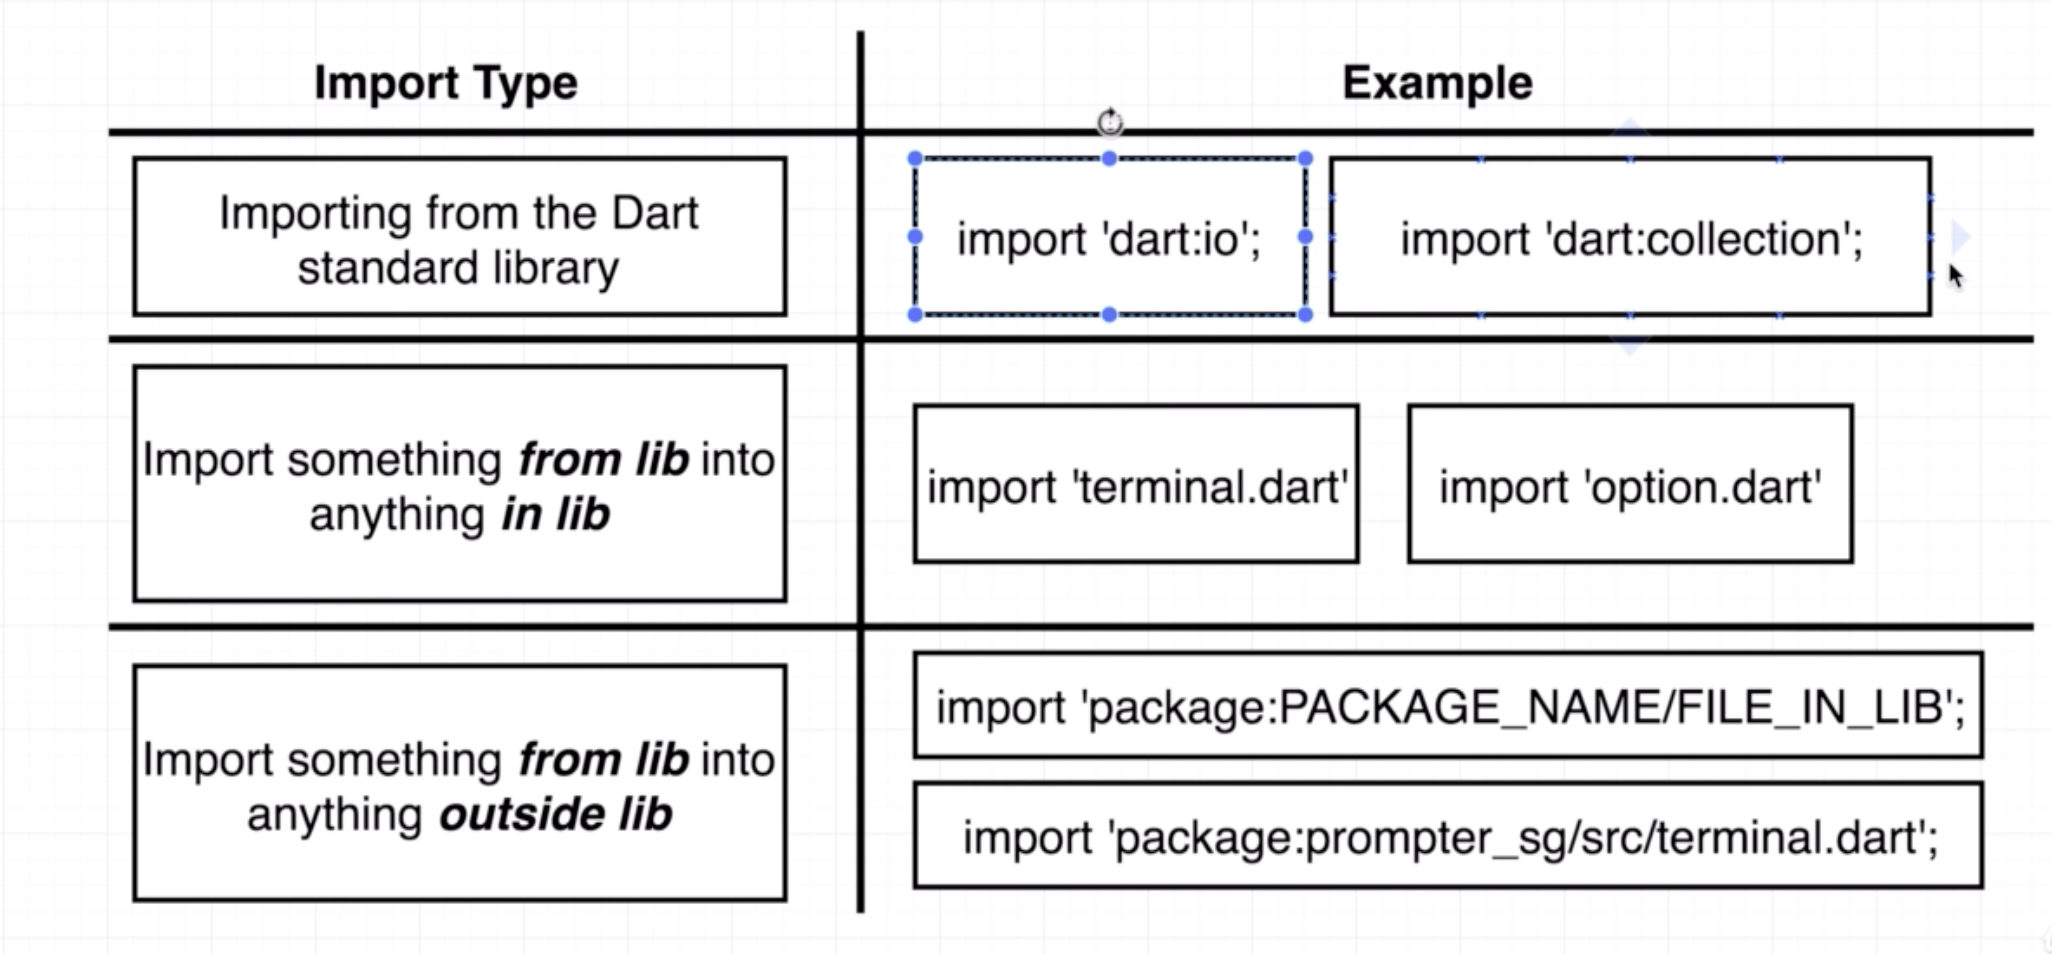 Import Type
Example
Importing from the Dart
standard library
import 'dart:io';
import 'dart:collection';
Import something from lib into
anything in lib
import 'terminal.dart'
import 'option.dart'
Import something from lib into
anything outside lib
import 'package:PACKAGE_NAME/FILE_IN_LIB';
import 'package:prompter_sg/src/terminal.dart';